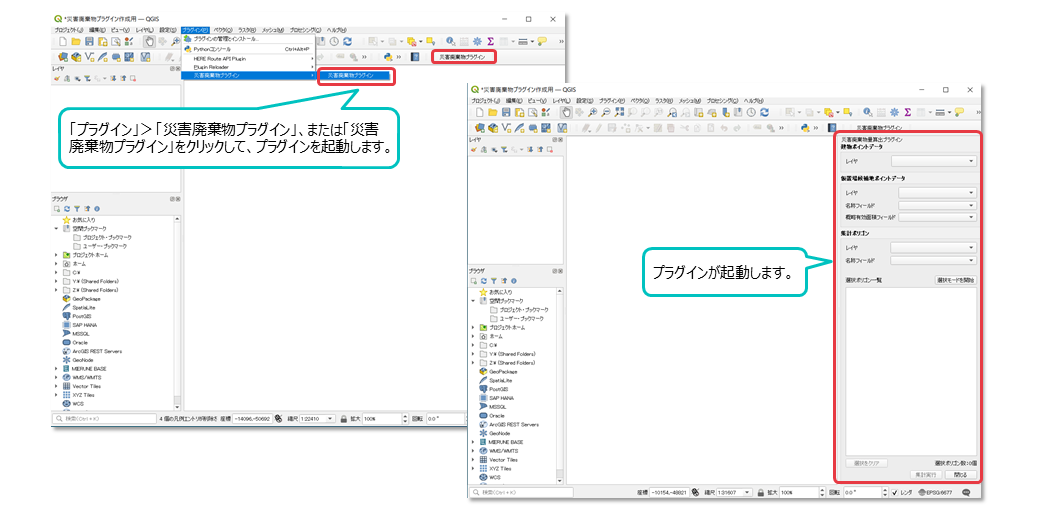 *災害廃棄物プラグイン作成用 — QGIS
プロジェクト(J) 編集(E) ビュー(V) レイヤ(L) 設定(S) プラグイン(P) ベクタ(O) ラスタ(R) メッシュ(M) プロセシング(C) ヘルプ(H)
プラグインの管理とインストール...
Pythonコンソール Ctrl+Alt+P
HERE Route API Plugin
Plugin Reloader
災害廃棄物プラグイン
災害廃棄物プラグイン
災害廃棄物プラグイン
レイヤ
「プラグイン」>「災害廃棄物プラグイン」、または「災害
廃棄物プラグイン」をクリックして、プラグインを起動します。
ブラウザ
お気に入り
空間ブックマーク
プロジェクト・ブックマーク
ユーザー・ブックマーク
プロジェクトホーム
ホーム
C:¥
Y:¥ (Shared Folders)
Z:¥ (Shared Folders)
GeoPackage
SpatiaLite
PostGIS
SAP HANA
MSSQL
Oracle
ArcGIS REST Servers
GeoNode
MIERUNE BASE
WMS/WMTS
Vector Tiles
XYZ Tiles
WCS
検索(Ctrl+K)
4 個の凡例エントリが削除さ 座標 -14096,-50692 縮尺 1:22410 拡大 100% 回転 0.0 °
*災害廃棄物プラグイン作成用 — QGIS
プロジェクト(J) 編集(E) ビュー(V) レイヤ(L) 設定(S) プラグイン(P) ベクタ(O) ラスタ(R) メッシュ(M) プロセシング(C) ヘルプ(H)
災害廃棄物プラグイン
レイヤ
災害廃棄物量算出プラグイン
建物ポイントデータ
レイヤ
仮置場候補地ポイントデータ
レイヤ
名称フィールド
概略有効面積フィールド
集計ポリゴン
レイヤ
名称フィールド
選択ポリゴン一覧 選択モードを開始
プラグインが起動します。
ブラウザ
お気に入り
空間ブックマーク
プロジェクト・ブックマーク
ユーザー・ブックマーク
プロジェクトホーム
ホーム
C:¥
Y:¥ (Shared Folders)
Z:¥ (Shared Folders)
GeoPackage
SpatiaLite
PostGIS
SAP HANA
MSSQL
Oracle
ArcGIS REST Servers
GeoNode
MIERUNE BASE
WMS/WMTS
Vector Tiles
XYZ Tiles
WCS
選択をクリア 選択ポリゴン数:0個
集計実行 閉じる
検索(Ctrl+K)
座標 -10154,-48821 縮尺 1:31607 拡大 100% 回転 0.0 ° レンダ EPSG:6677